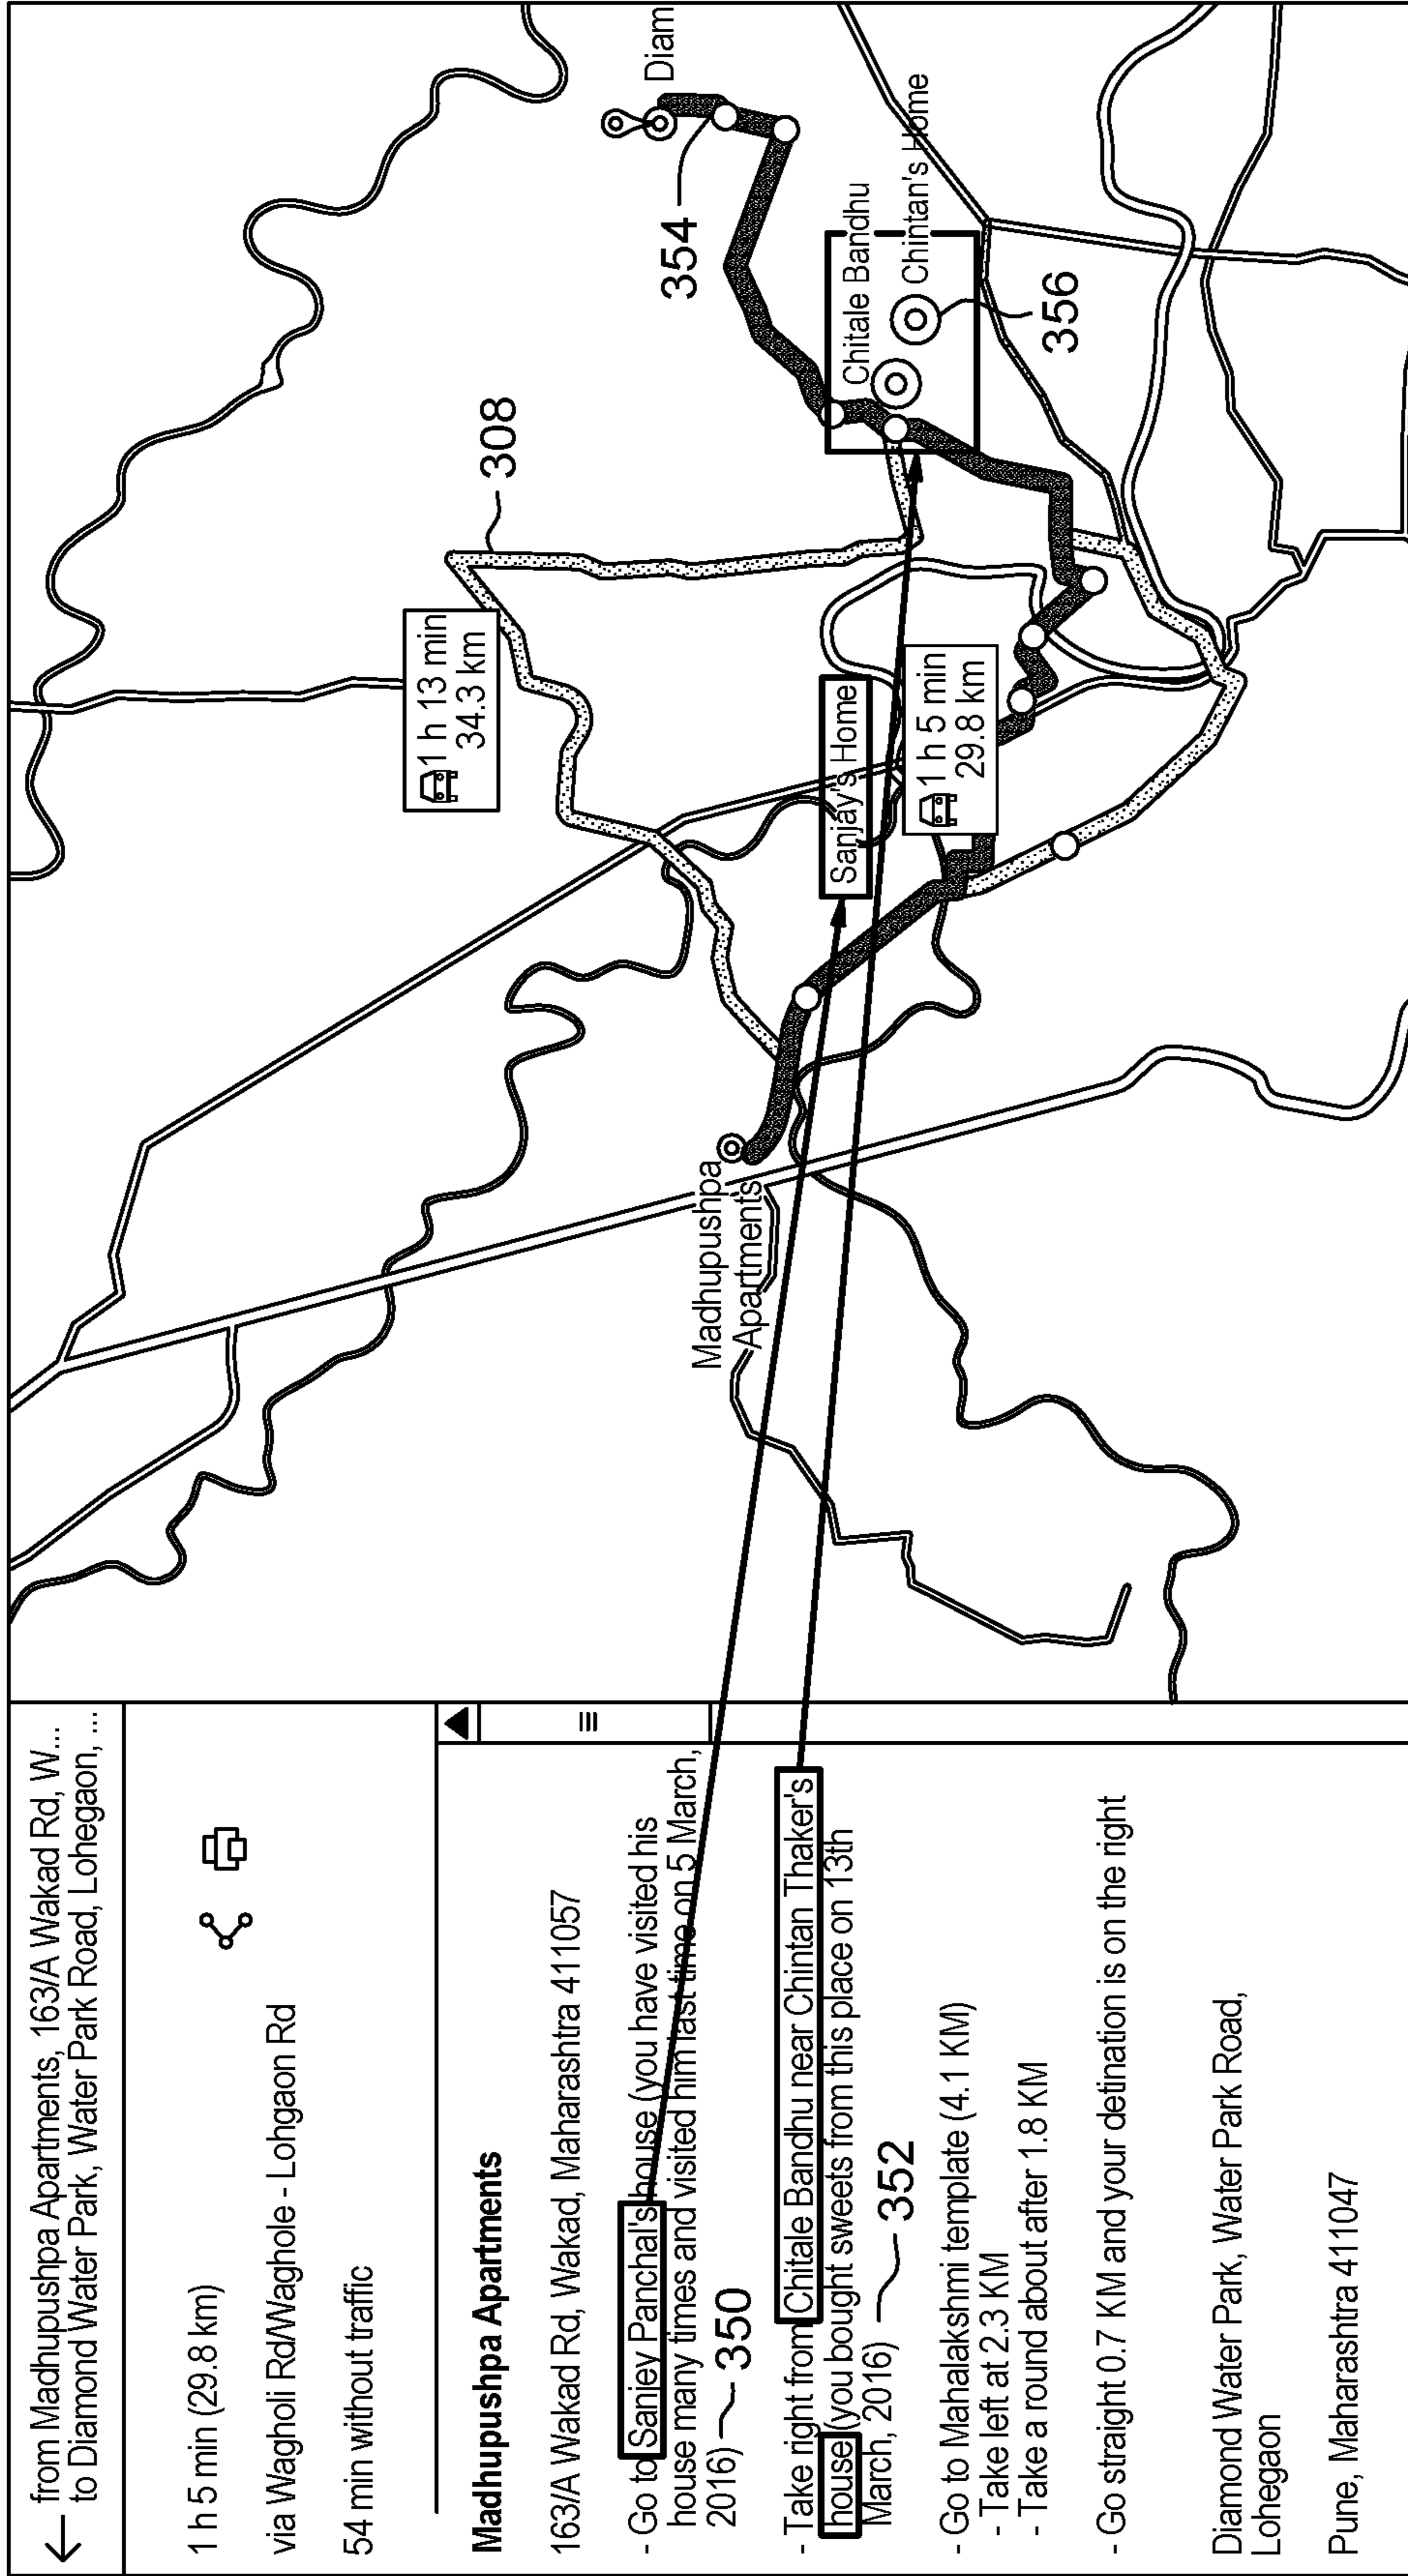 ← from Madhupushpa Apartments, 163/A Wakad Rd, W...
to Diamond Water Park, Water Park Road, Lohegaon, ...
1 h 5 min (29.8 km)
via Wagholi Rd/Waghole - Lohgaon Rd
54 min without traffic
Madhupushpa Apartments
163/A Wakad Rd, Wakad, Maharashtra 411057
- Go to Sanjey Panchal's house (you have visited his
house many times and visited him last time on 5 March,
2016)
350
- Take right from Chitale Bandhu near Chintan Thaker's
house (you bought sweets from this place on 13th
March, 2016)
352
- Go to Mahalakshmi template (4.1 KM)
- Take left at 2.3 KM
- Take a round about after 1.8 KM
- Go straight 0.7 KM and your detination is on the right
Diamond Water Park, Water Park Road,
Lohegaon
Pune, Maharashtra 411047
1 h 13 min
34.3 km
308
Diam
354
Madhupushpa
Apartments
Sanjay's Home
Chitale Bandhu
Chintan's Home
1 h 5 min
29.8 km
356